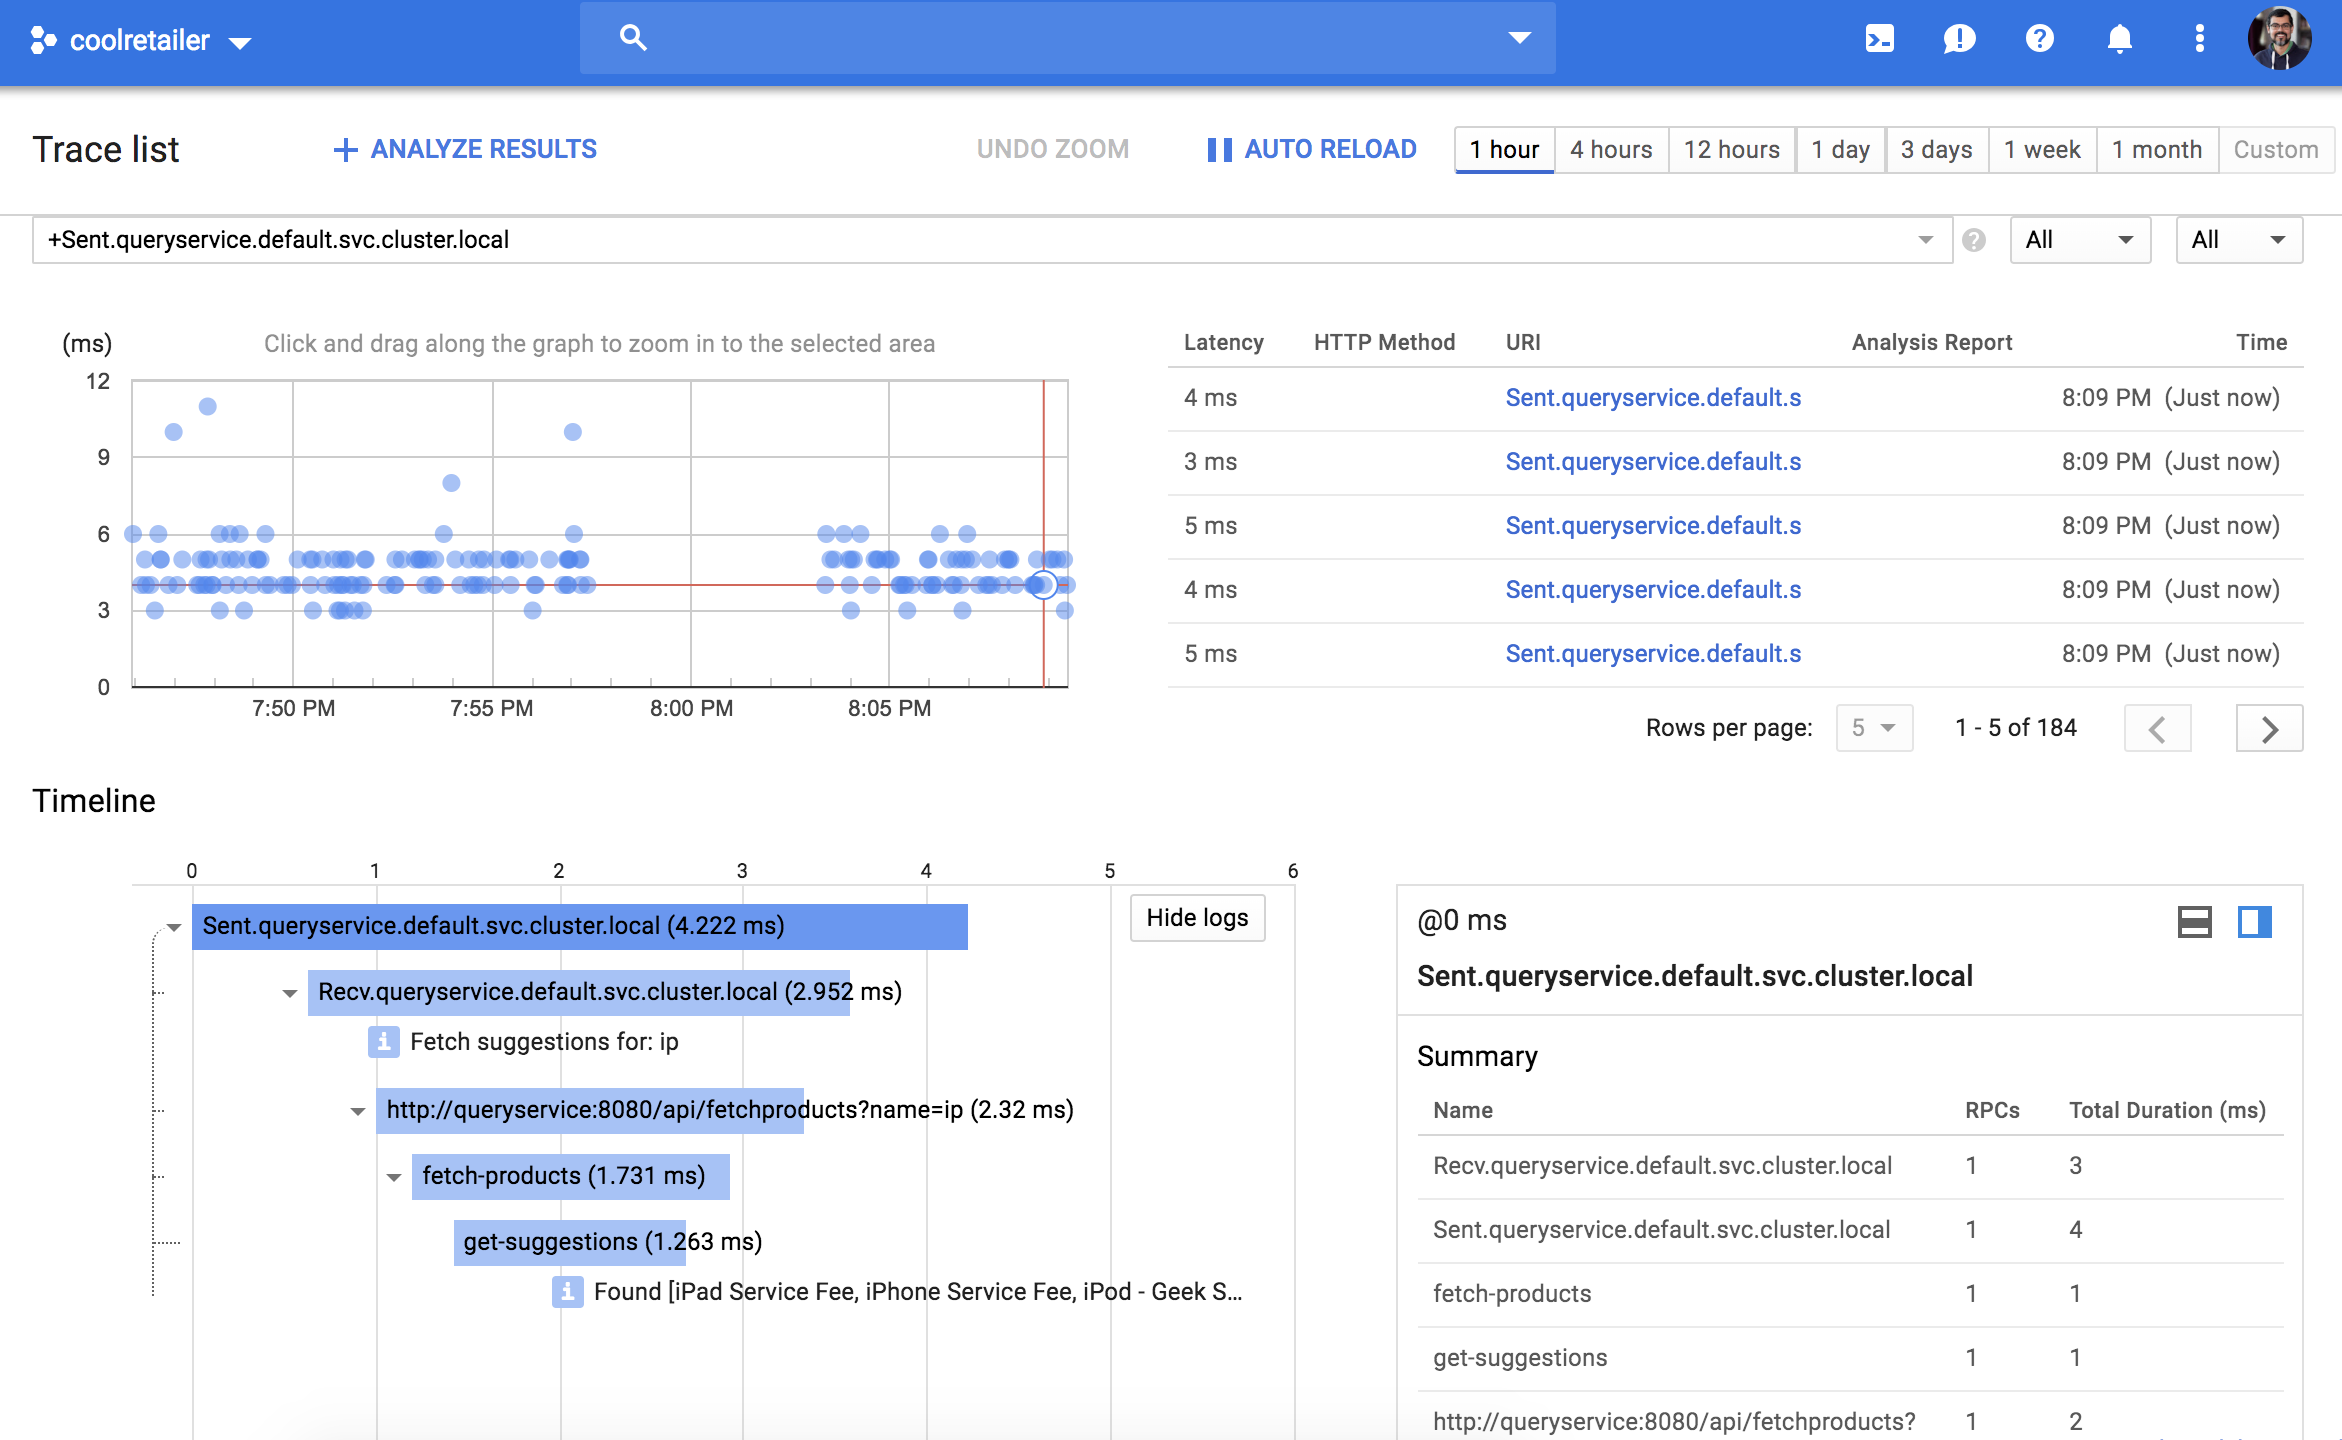 coolretailer
Trace list
ANALYZE RESULTS
UNDO ZOOM
AUTO RELOAD
1 hour
4 hours
12 hours
1 day
3 days
1 week
1 month
Custom
+Sent.queryservice.default.svc.cluster.local
All
All
(ms)
Click and drag along the graph to zoom in to the selected area
12
9
6
3
0
7:50 PM
7:55 PM
8:00 PM
8:05 PM
Latency HTTP Method URI Analysis Report Time
4 ms Sent.queryservice.default.s 8:09 PM (Just now)
3 ms Sent.queryservice.default.s 8:09 PM (Just now)
5 ms Sent.queryservice.default.s 8:09 PM (Just now)
4 ms Sent.queryservice.default.s 8:09 PM (Just now)
5 ms Sent.queryservice.default.s 8:09 PM (Just now)
Rows per page: 5 1 - 5 of 184
Timeline
0 1 2 3 4 5 6
Hide logs
Sent.queryservice.default.svc.cluster.local (4.222 ms)
Recv.queryservice.default.svc.cluster.local (2.952 ms)
Fetch suggestions for: ip
http://queryservice:8080/api/fetchproducts?name=ip (2.32 ms)
fetch-products (1.731 ms)
get-suggestions (1.263 ms)
Found [iPad Service Fee, iPhone Service Fee, iPod - Geek S...
@0 ms
Sent.queryservice.default.svc.cluster.local
Summary
Name RPCs Total Duration (ms)
Recv.queryservice.default.svc.cluster.local 1 3
Sent.queryservice.default.svc.cluster.local 1 4
fetch-products 1 1
get-suggestions 1 1
http://queryservice:8080/api/fetchproducts? 1 2